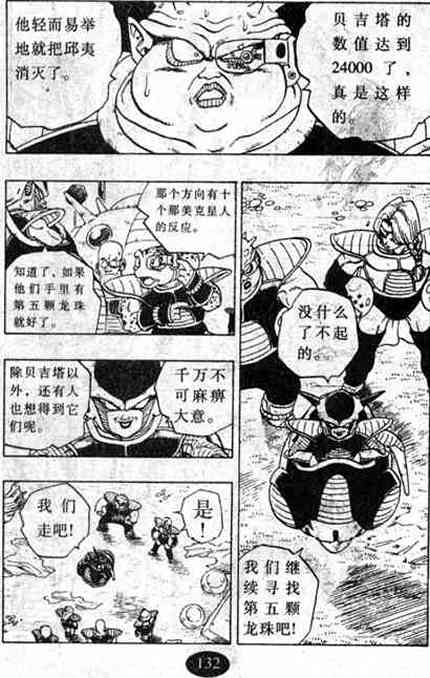 贝吉塔的
数值达到
24000了，
真是这样
的。
他轻而易举
地就把邱夷
消灭了。
没什么
了不起
的。
我们继
续寻找
第五颗
龙珠吧！
那个方向有十
个那美克星人
的反应。
知道了，如果
他们手里有
第五颗龙珠
就好了。
千万不
可麻痹
大意。
除贝吉塔以
外，还有人
也想得到它
们呢。
是！
我们
走吧！
132